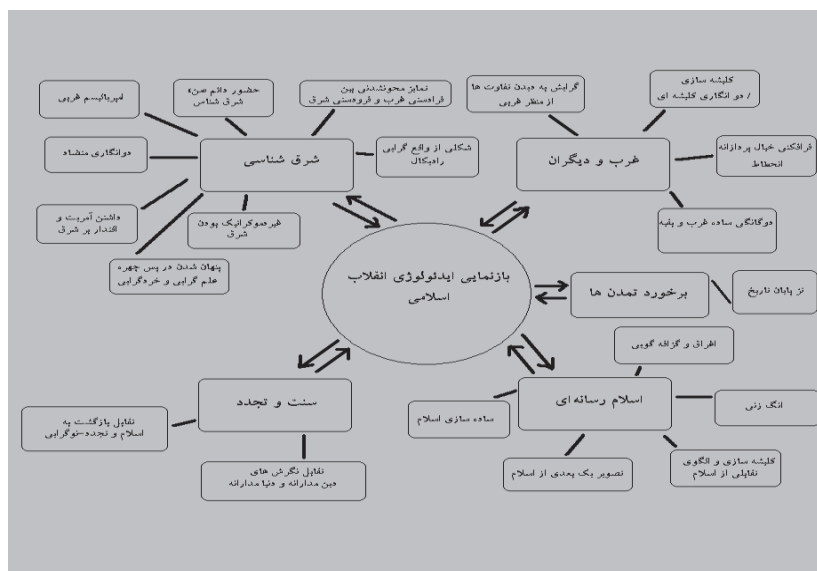 کلیشه سازی
/ دو انگاری کلیشه ای
گرایش به دیدن تفاوت ها
از منظر غربی
تمایز محونشدنی بین
فرادستی غرب و فرودستی شرق
حضور دائم «من»
شرق شناس
امپریالیسم غربی
فرافکنی خیال پردازانه
انحطاط
غرب و دیگران
شکلی از واقع گرایی
رادیکال
شرق شناسی
دوانگاری متضاد
دوگانگی ساده غرب و بقیه
غیردموکراتیک بودن
شرق
داشتن آمریت و
اقتدار بر شرق
پنهان شدن در پس چهره
علم گرایی و خردگرایی
بازنمایی ایدئولوژی انقلاب
اسلامی
برخورد تمدن ها
تز پایان تاریخ
اغراق و گزافه گویی
اسلام رسانه ای
انگ زنی
ساده سازی اسلام
سنت و تجدد
تقابل بازگشت به
اسلام و تجدد-نوگرایی
کلیشه سازی و الگوی
تقابلی از اسلام
تصویر یک بعدی از اسلام
تقابل نگرش های
دین مدارانه و دنیا مدارانه